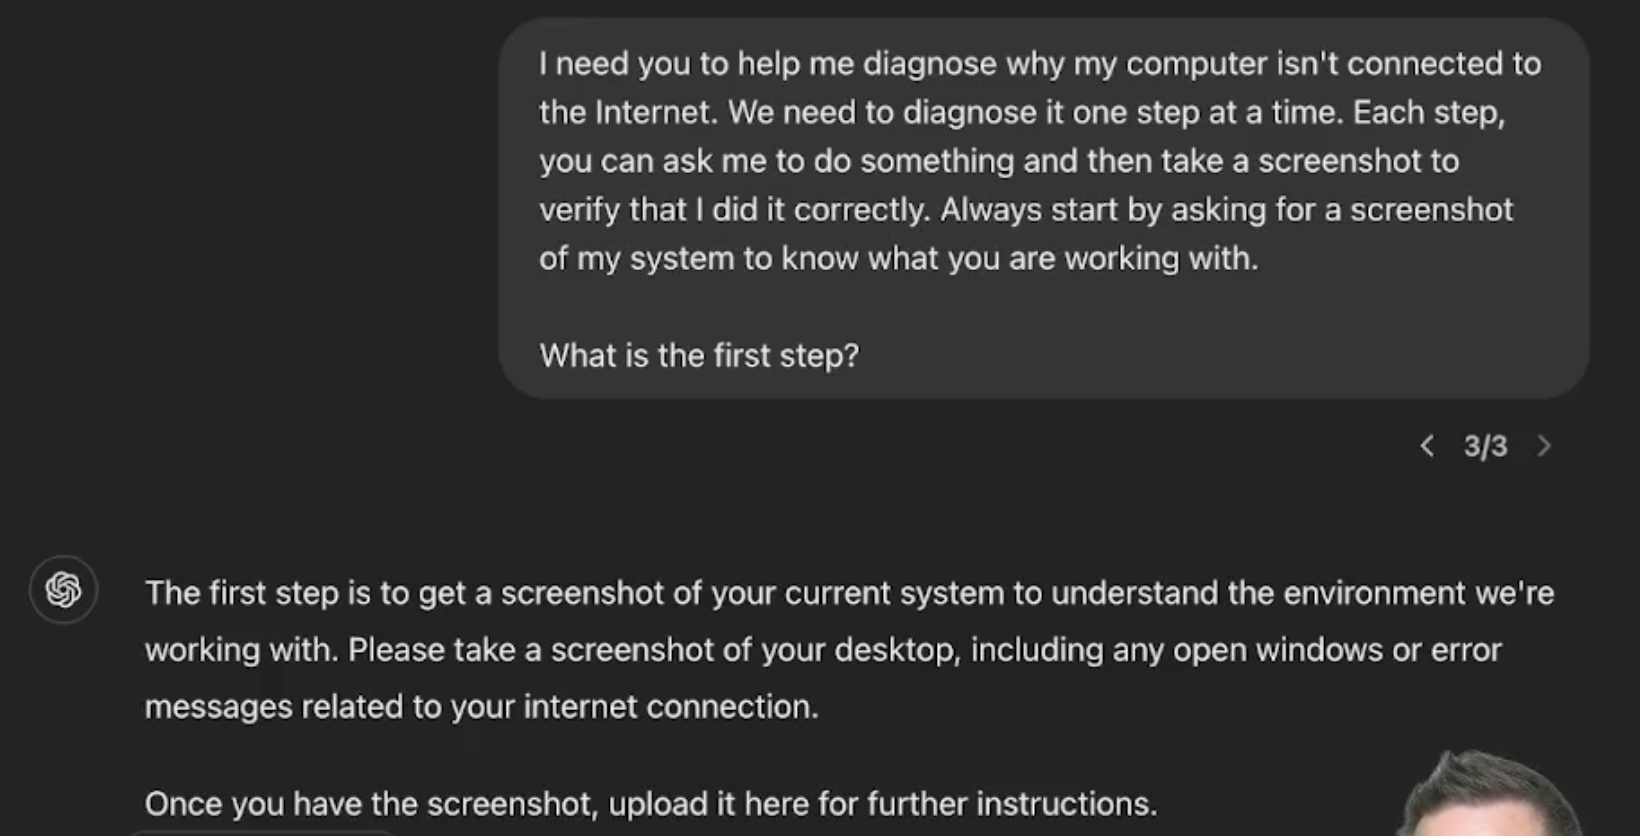 I need you to help me diagnose why my computer isn't connected to
the Internet. We need to diagnose it one step at a time. Each step,
you can ask me to do something and then take a screenshot to
verify that I did it correctly. Always start by asking for a screenshot
of my system to know what you are working with.
What is the first step?
3/3
The first step is to get a screenshot of your current system to understand the environment we're
working with. Please take a screenshot of your desktop, including any open windows or error
messages related to your internet connection.
Once you have the screenshot, upload it here for further instructions.